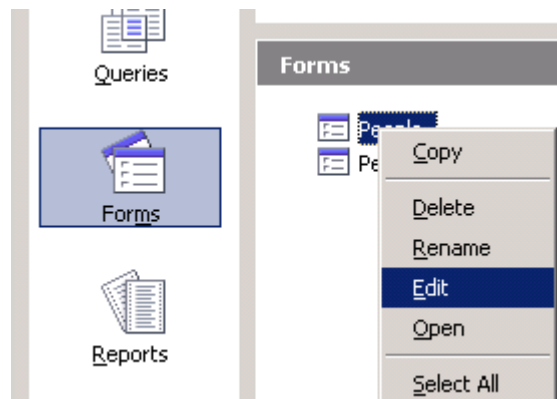 Queries
Forms
Reports
Forms
Copy
Delete
Rename
Edit
Open
Select All